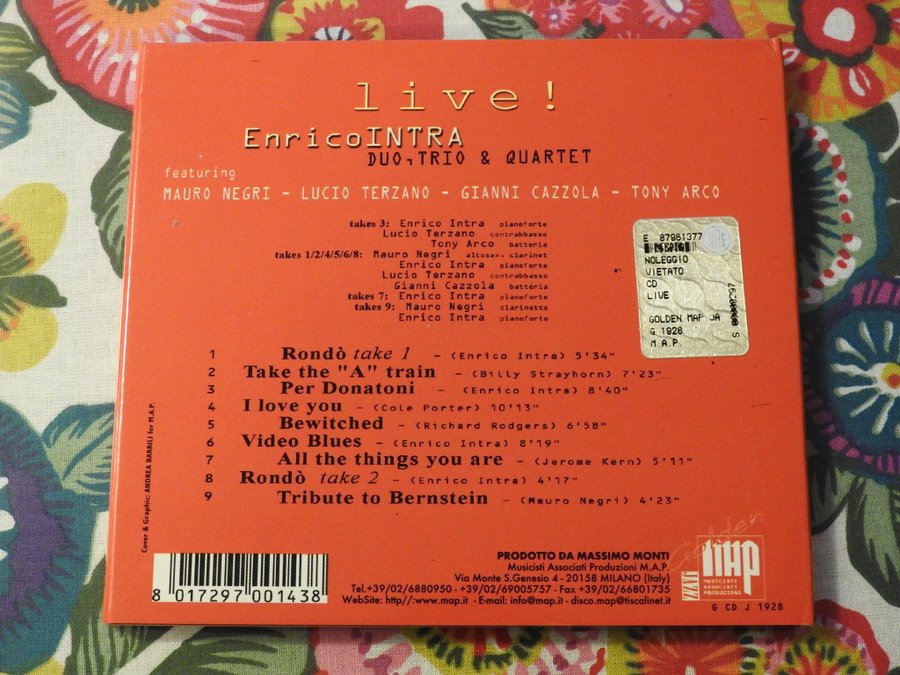 live!
EnricoINTRA
DUO, TRIO & QUARTET
featuring
MAURO NEGRI - LUCIO TERZANO - GIANNI CAZZOLA - TONY ARCO
takes 3: Enrico Intra pianoforte
Lucio Terzano contrabbasso
Tony Arco batteria
takes 1/2/4/5/6/8: Mauro Negri altosax, clarinet
Enrico Intra pianoforte
Lucio Terzano contrabbasso
Gianni Cazzola battéria
takes 7: Enrico Intra pianoforte
takes 9: Mauro Negri clarinetto
Enrico Intra pianoforte
E 87961377
NOLEGGIO
VIETATO
CD
LIVE
GOLDEN MAP JA
G 1928
M.A.P.
1 Rondò take 1 - (Enrico Intra) 5'34"
2 Take the "A" train - (Billy Strayhorn) 7'23"
3 Per Donatoni - (Enrico Intra) 8'40"
4 I love you - (Cole Porter) 10'13"
5 Bewitched - (Richard Rodgers) 6'58"
6 Video Blues - (Enrico Intra) 8'19"
7 All the things you are - (Jerome Kern) 5'11"
8 Rondò take 2 - (Enrico Intra) 4'17"
9 Tribute to Bernstein - (Mauro Negri) 4'23"
Cover & Graphic: ANDREA BARRILI for M.A.P.
8 017297 001438
PRODOTTO DA MASSIMO MONTI
Musicisti Associati Produzioni M.A.P.
Via Monte S.Genesio 4 - 20158 MILANO (Italy)
Tel.+39/02/6880950 - +39/02/69005757 - Fax +39/02/66801735
WebSite: http//:www.map.it - E-mail: info@map.it - disco.map@tiscalinet.it
Golden
JAZZ
MAP
MUSICISTI
ASSOCIATI
PRODUZIONI
G CD J 1928